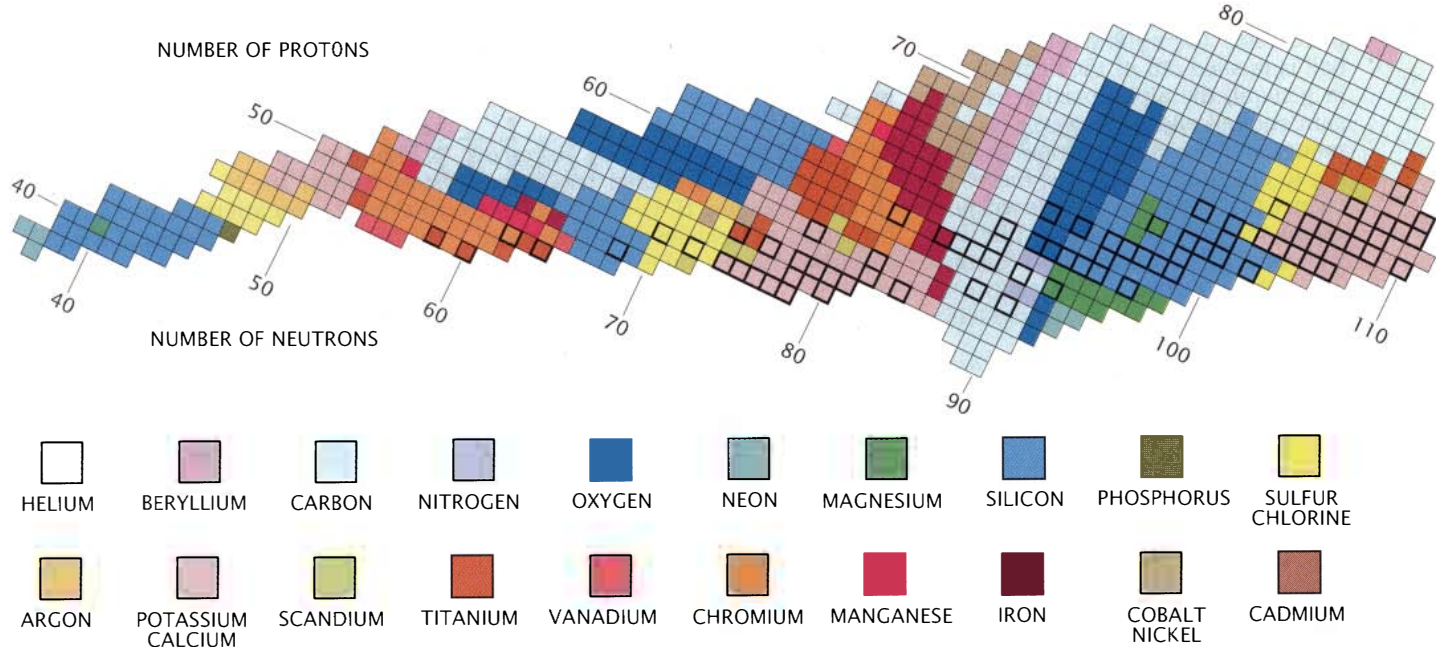 80
NUMBER OF PROTONS
70
60
50
40
50
40
60
NUMBER OF NEUTRONS
70
80
90
100
110
HELIUM
BERYLLIUM
CARBON
NITROGEN
OXYGEN
NEON
MAGNESIUM
SILICON
PHOSPHORUS
SULFUR
CHLORINE
ARGON
POTASSIUM
CALCIUM
SCANDIUM
TITANIUM
VANADIUM
CHROMIUM
MANGANESE
IRON
COBALT
NICKEL
CADMIUM